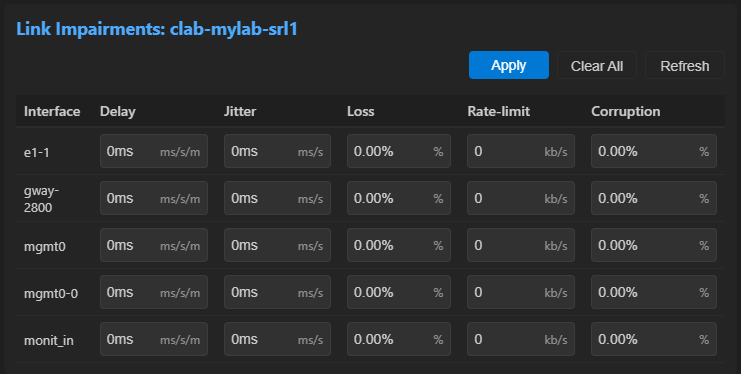 Link Impairments: clab-mylab-srl1
Apply Clear All Refresh
Interface Delay Jitter Loss Rate-limit Corruption
e1-1 0ms ms/s/m 0ms ms/s 0.00% % 0 kb/s 0.00% %
gway-
2800 0ms ms/s/m 0ms ms/s 0.00% % 0 kb/s 0.00% %
mgmt0 0ms ms/s/m 0ms ms/s 0.00% % 0 kb/s 0.00% %
mgmt0-0 0ms ms/s/m 0ms ms/s 0.00% % 0 kb/s 0.00% %
monit_in 0ms ms/s/m 0ms ms/s 0.00% % 0 kb/s 0.00% %